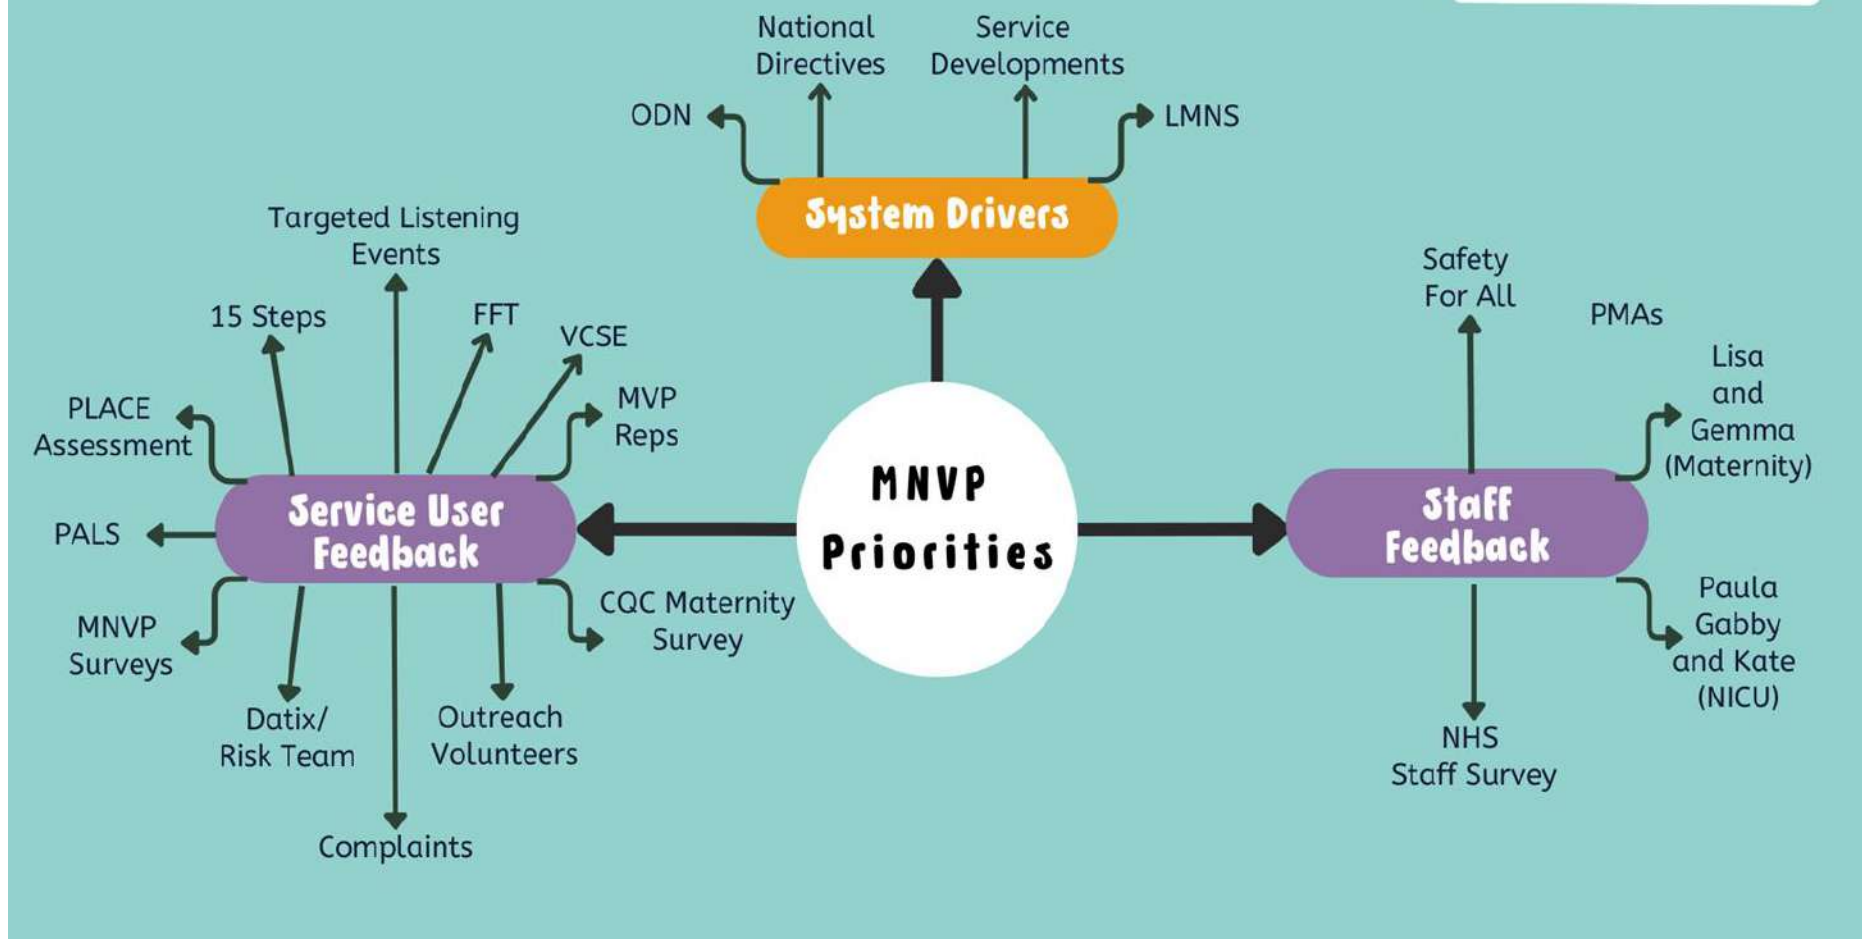 National
Directives
Service
Developments
ODN
LMNS
System Drivers
Targeted Listening
Events
15 Steps
FFT
VCSE
PLACE
Assessment
MVP
Reps
PALS
Service User
Feedback
MNVP
Surveys
CQC Maternity
Survey
Datix/
Risk Team
Outreach
Volunteers
Complaints
MNVP
Priorities
Safety
For All
PMAs
Lisa
and
Gemma
(Maternity)
Staff
Feedback
Paula
Gabby
and Kate
(NICU)
NHS
Staff Survey